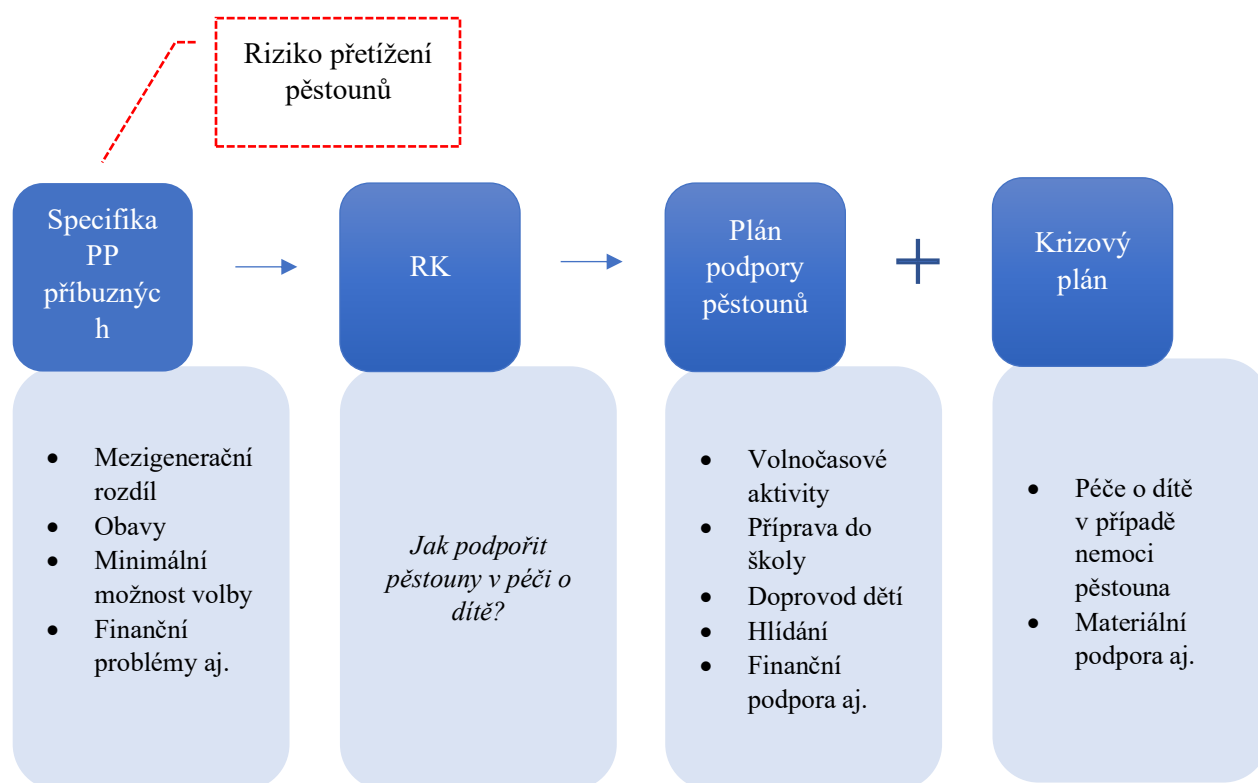 Riziko přetížení
pěstounů
Specifika
PP
příbuznýc
h
RK
Plán
podpory
pěstounů
Krizový
plán
• Mezigenerační
rozdíl
• Obavy
• Minimální
možnost volby
• Finanční
problémy aj.
Jak podpořit
pěstouny v péči o
dítě?
• Volnočasové
aktivity
• Příprava do
školy
• Doprovod dětí
• Hlídání
• Finanční
podpora aj.
• Péče o dítě
v případě
nemoci
pěstouna
• Materiální
podpora aj.